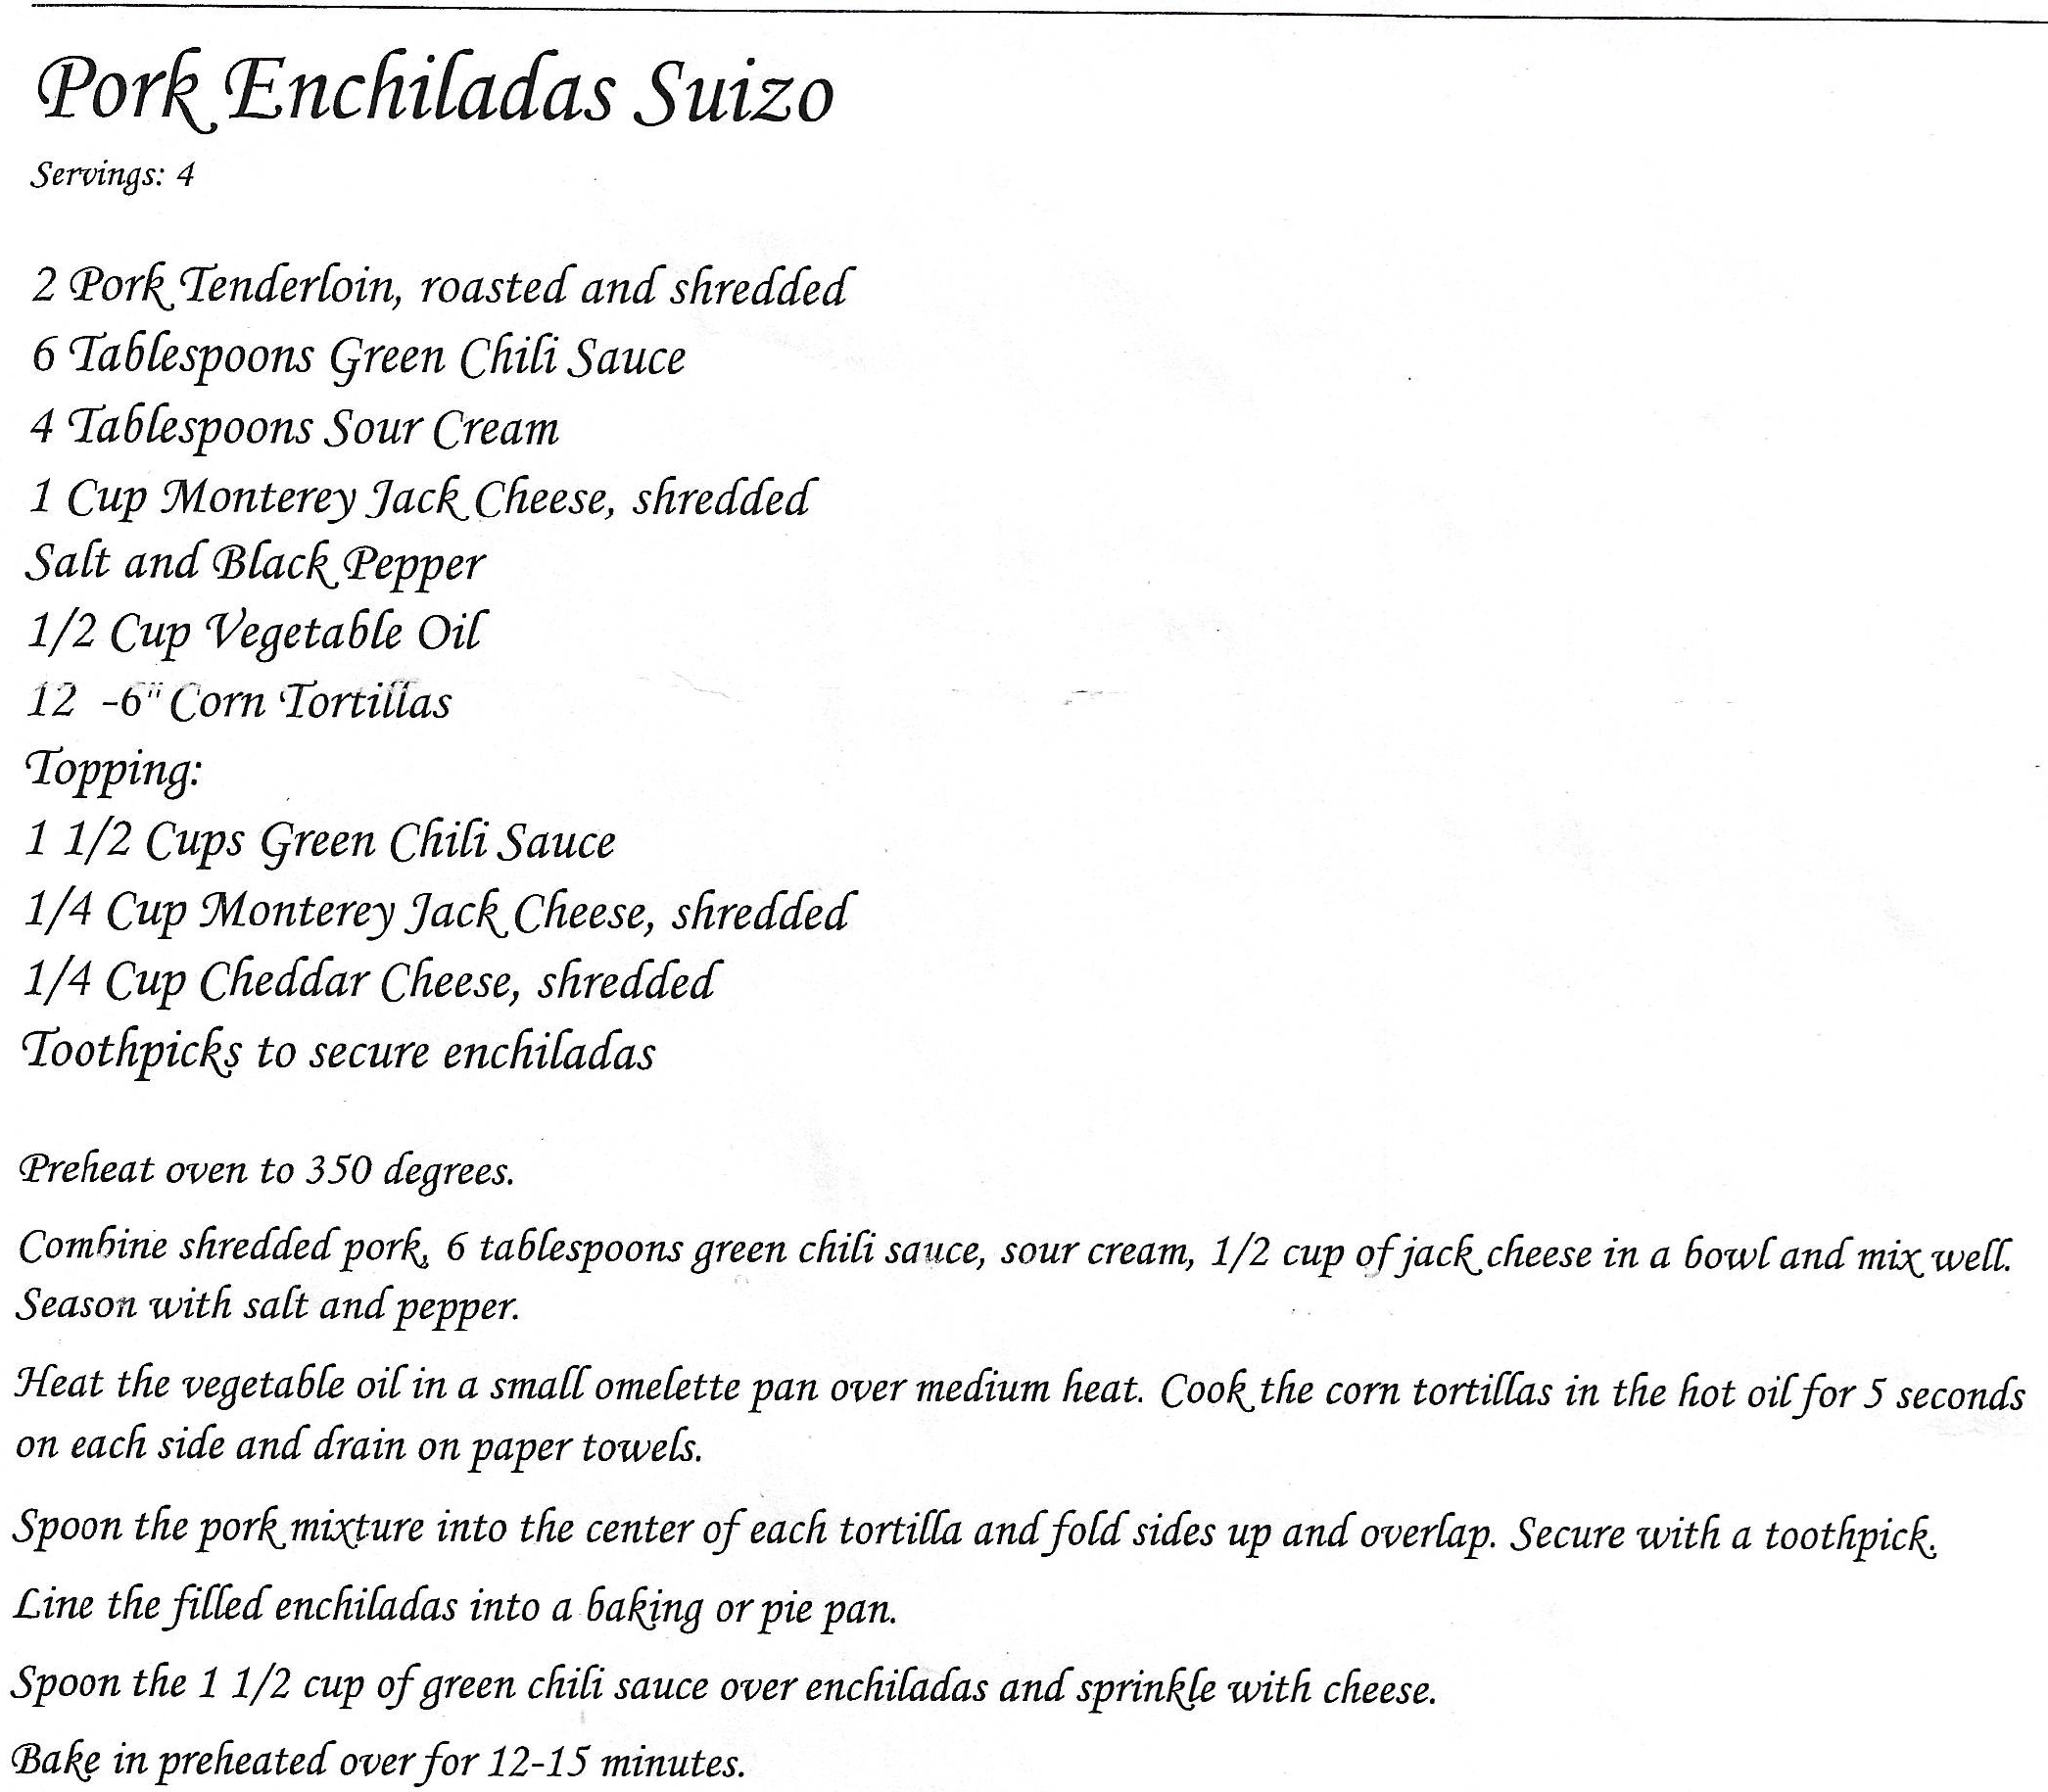 Pork Enchiladas Suizo
Servings: 4
2 Pork Tenderloin, roasted and shredded
6 Tablespoons Green Chili Sauce
4 Tablespoons Sour Cream
1 Cup Monterey Jack Cheese, shredded
Salt and Black Pepper
1/2 Cup Vegetable Oil
12 -6" Corn Tortillas
Topping:
1 1/2 Cups Green Chili Sauce
1/4 Cup Monterey Jack Cheese, shredded
1/4 Cup Cheddar Cheese, shredded
Toothpicks to secure enchiladas
Preheat oven to 350 degrees.
Combine shredded pork, 6 tablespoons green chili sauce, sour cream, 1/2 cup of jack cheese in a bowl and mix well.
Season with salt and pepper.
Heat the vegetable oil in a small omelette pan over medium heat. Cook the corn tortillas in the hot oil for 5 seconds
on each side and drain on paper towels.
Spoon the pork mixture into the center of each tortilla and fold sides up and overlap. Secure with a toothpick.
Line the filled enchiladas into a baking or pie pan.
Spoon the 1 1/2 cup of green chili sauce over enchiladas and sprinkle with cheese.
Bake in preheated over for 12-15 minutes.